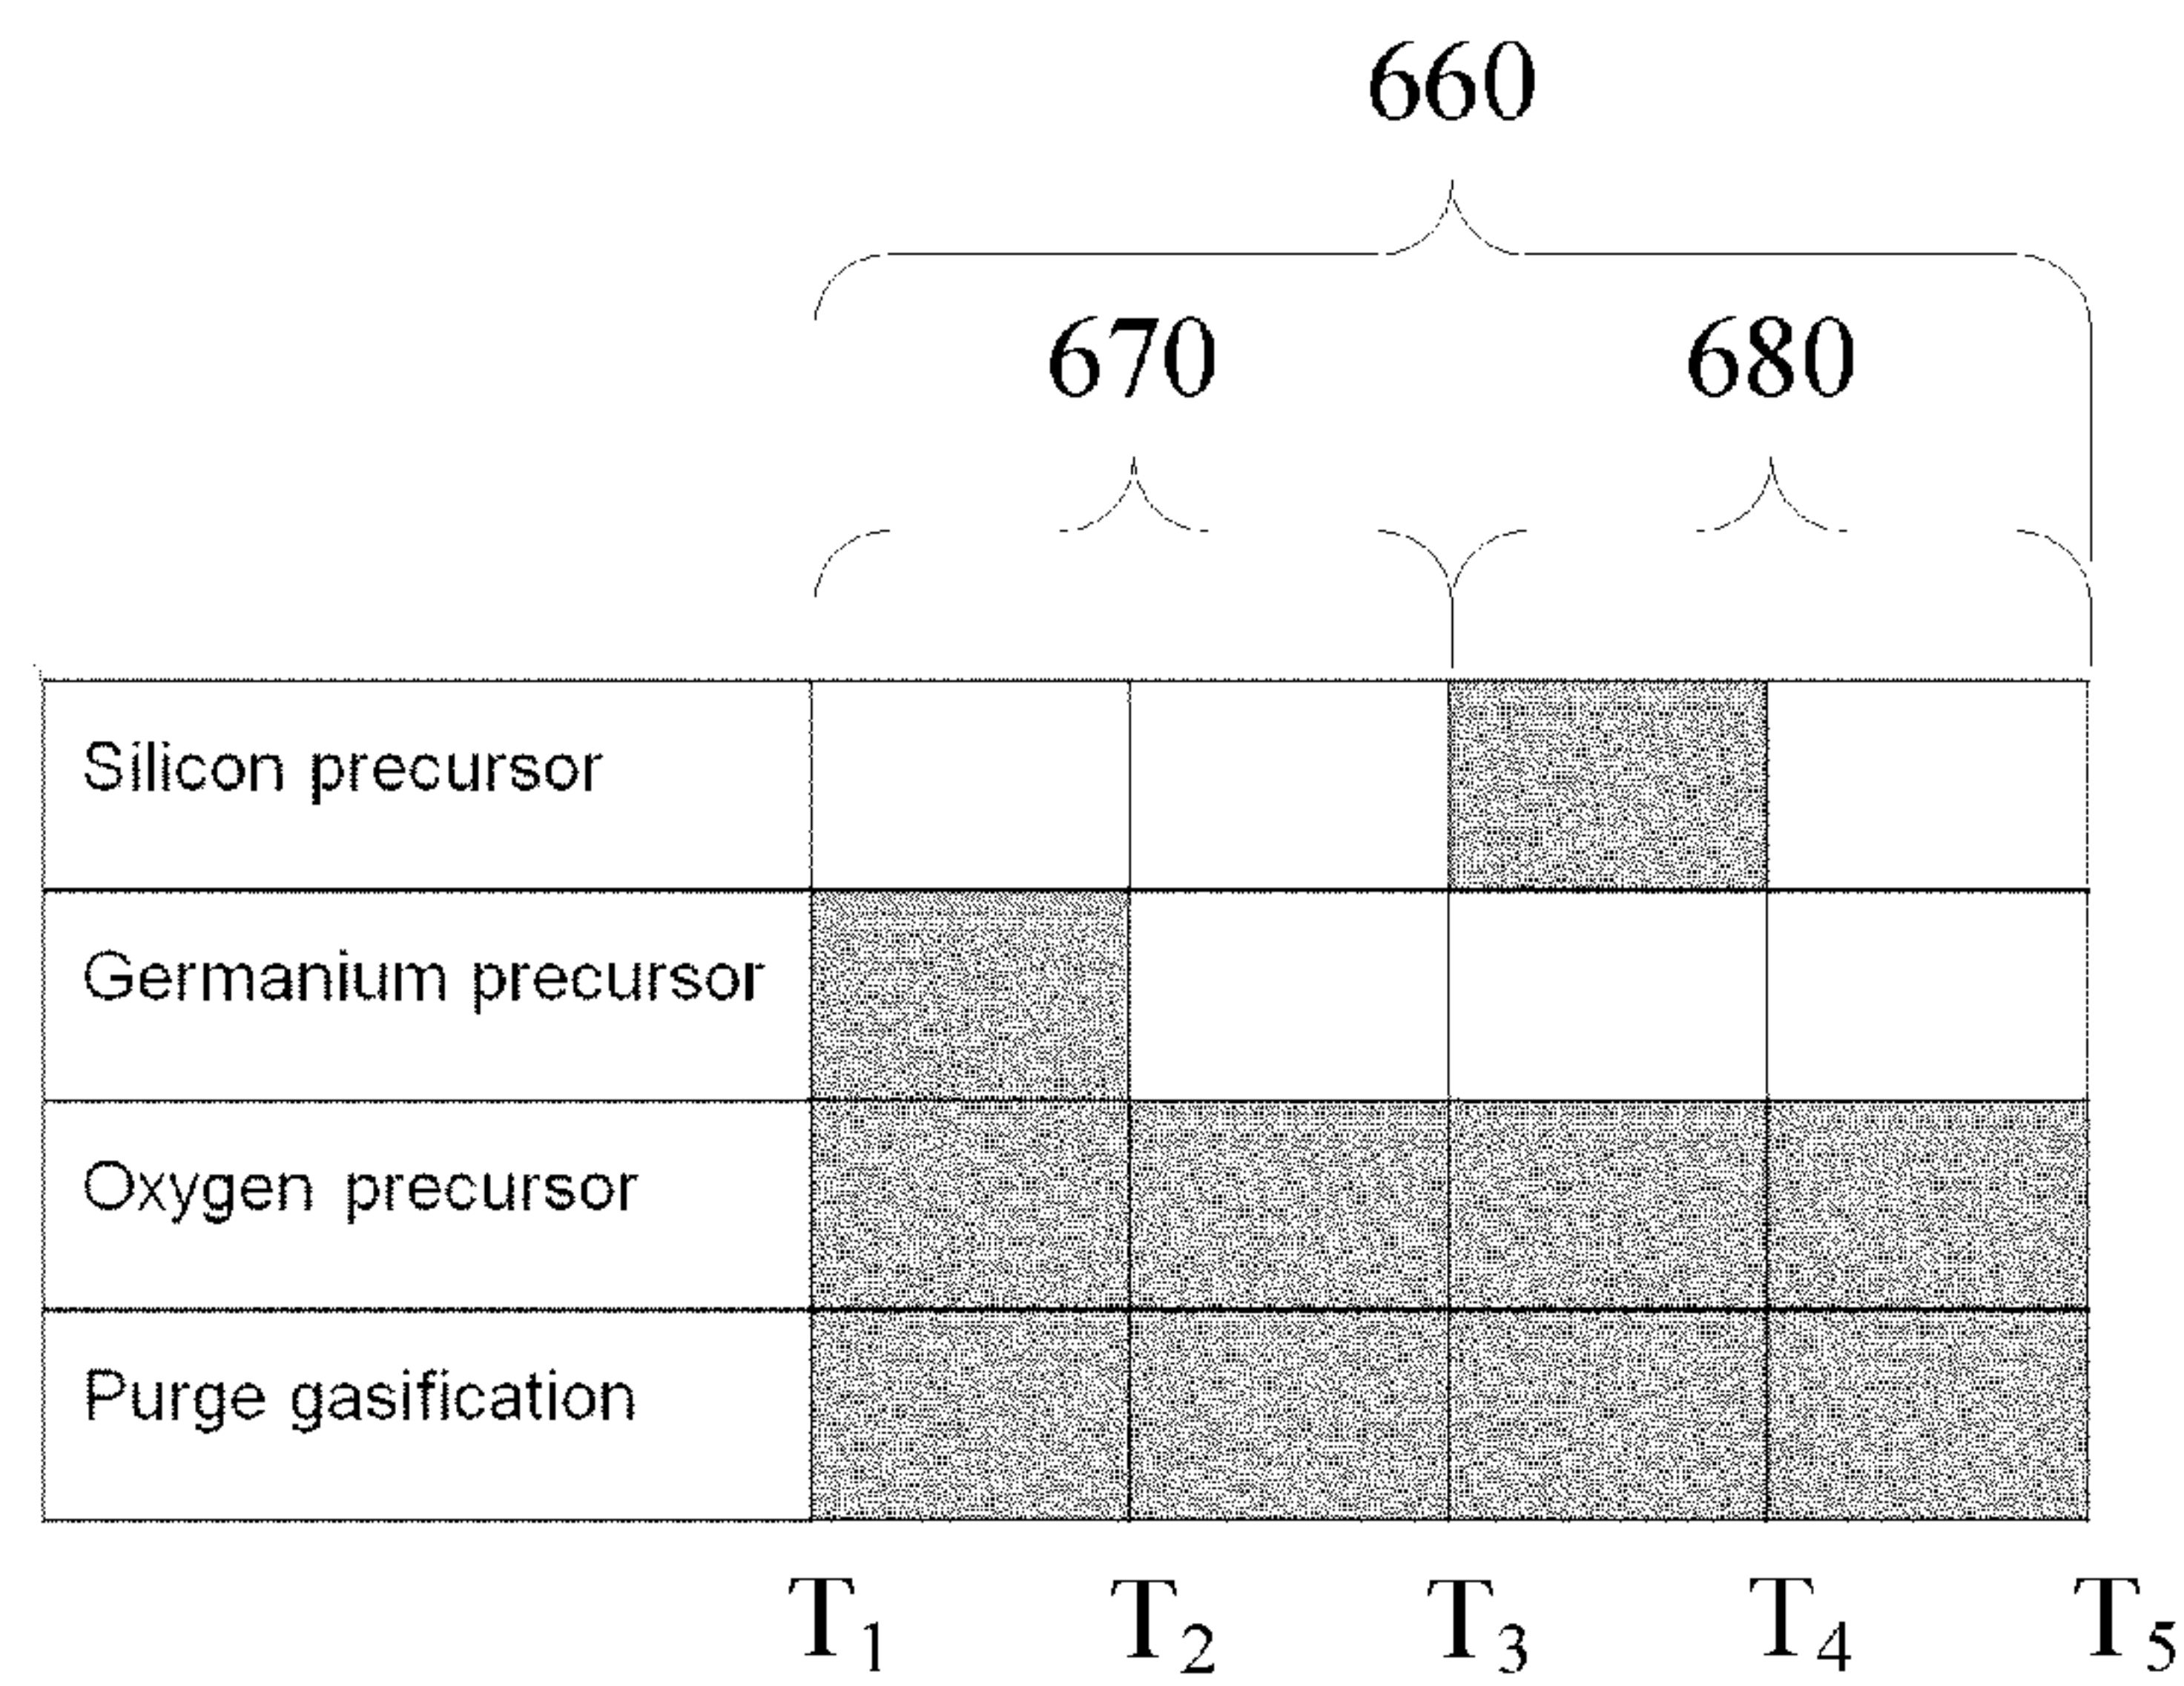 660
670 680
Silicon precursor
Germanium precursor
Oxygen precursor
Purge gasification
T1 T2 T3 T4 T5